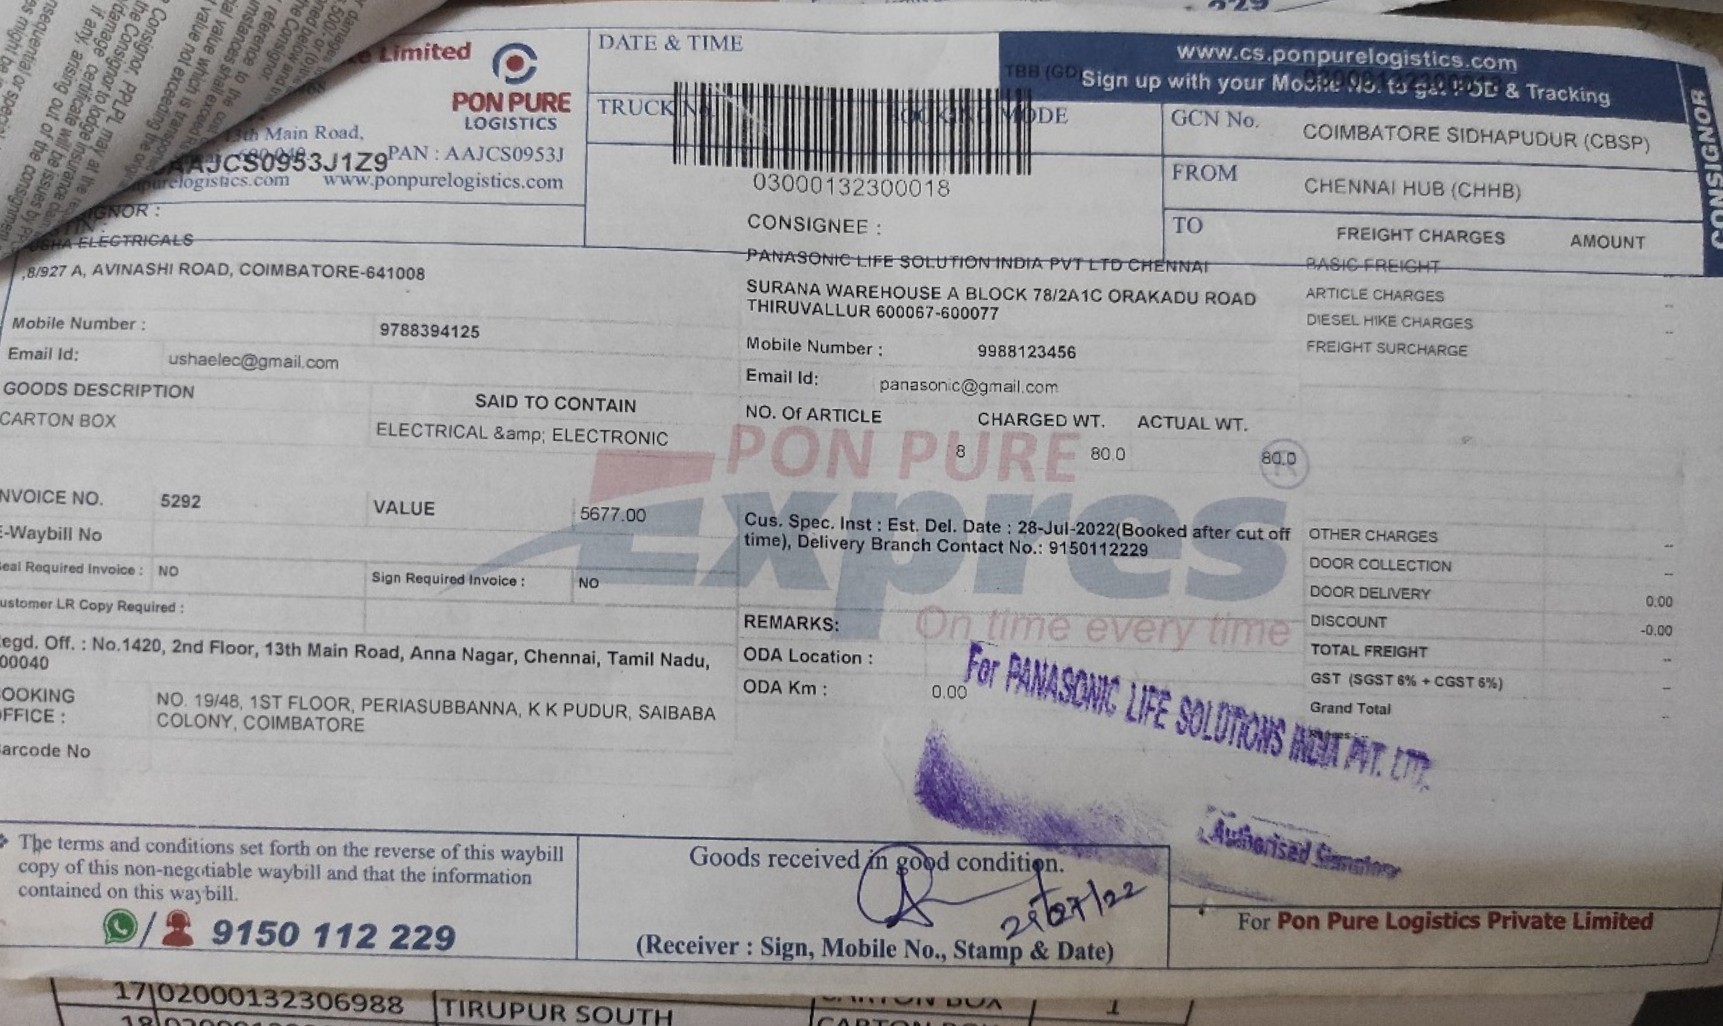 Limited
PON PURE
LOGISTICS
13th Main Road,
PAN : AAJCS0953J
AAJCS0953J1Z9
purelogistics.com www.ponpurelogistics.com
DATE & TIME
TRUCK
MODE
03000132300018
TBB (GD)
www.cs.ponpurelogistics.com
Sign up with your Mobile No. to get POD & Tracking
CONSIGNOR
GCN No. COIMBATORE SIDHAPUDUR (CBSP)
FROM CHENNAI HUB (CHHB)
TO
FREIGHT CHARGES AMOUNT
BASIC FREIGHT
ARTICLE CHARGES --
DIESEL HIKE CHARGES --
FREIGHT SURCHARGE
IGNOR :
USHA ELECTRICALS
,8/927 A, AVINASHI ROAD, COIMBATORE-641008
Mobile Number : 9788394125
Email Id: ushaelec@gmail.com
CONSIGNEE :
PANASONIC LIFE SOLUTION INDIA PVT LTD CHENNAI
SURANA WAREHOUSE A BLOCK 78/2A1C ORAKADU ROAD
THIRUVALLUR 600067-600077
Mobile Number : 9988123456
Email Id: panasonic@gmail.com
GOODS DESCRIPTION SAID TO CONTAIN
CARTON BOX ELECTRICAL &amp; ELECTRONIC
NO. Of ARTICLE CHARGED WT. ACTUAL WT.
8 80.0 80.0
PON PURE
Expres
On time every time
NVOICE NO. 5292 VALUE 5677.00
E-Waybill No
eal Required Invoice : NO Sign Required Invoice : NO
ustomer LR Copy Required :
Cus. Spec. Inst : Est. Del. Date : 28-Jul-2022(Booked after cut off
time), Delivery Branch Contact No.: 9150112229
REMARKS:
ODA Location :
ODA Km : 0.00
OTHER CHARGES --
DOOR COLLECTION --
DOOR DELIVERY 0.00
DISCOUNT -0.00
TOTAL FREIGHT --
GST (SGST 6% + CGST 6%) --
Grand Total --
egd. Off. : No.1420, 2nd Floor, 13th Main Road, Anna Nagar, Chennai, Tamil Nadu,
00040
OOKING
FFICE :
NO. 19/48, 1ST FLOOR, PERIASUBBANNA, K K PUDUR, SAIBABA
COLONY, COIMBATORE
arcode No
For PANASONIC LIFE SOLUTIONS INDIA PVT. LTD.
Authorised Signatory
The terms and conditions set forth on the reverse of this waybill
copy of this non-negotiable waybill and that the information
contained on this waybill.
9150 112 229
Goods received in good condition.
(Receiver : Sign, Mobile No., Stamp & Date)
For Pon Pure Logistics Private Limited
17 02000132306988 TIRUPUR SOUTH CARTON BOX 1